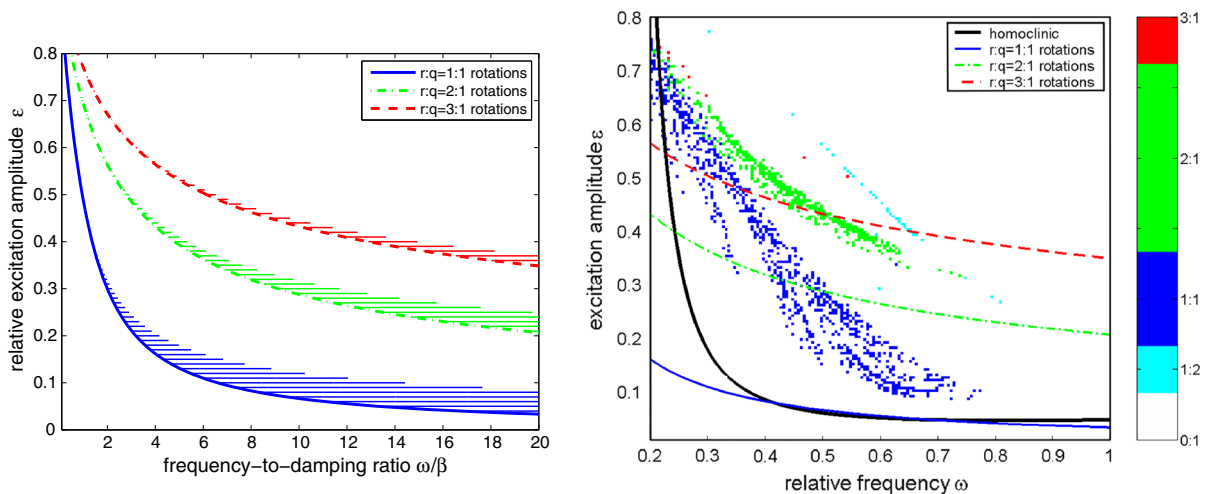 0.8
0.7
0.6
0.5
0.4
0.3
0.2
0.1
0
relative excitation amplitude ε
r:q=1:1 rotations
r:q=2:1 rotations
r:q=3:1 rotations
2 4 6 8 10 12 14 16 18 20
frequency−to−damping ratio ω/β
0.8
0.7
0.6
0.5
0.4
0.3
0.2
0.1
excitation amplitude ε
homoclinic
r:q=1:1 rotations
r:q=2:1 rotations
r:q=3:1 rotations
0.2 0.3 0.4 0.5 0.6 0.7 0.8 0.9 1
relative frequency ω
3:1
2:1
1:1
1:2
0:1